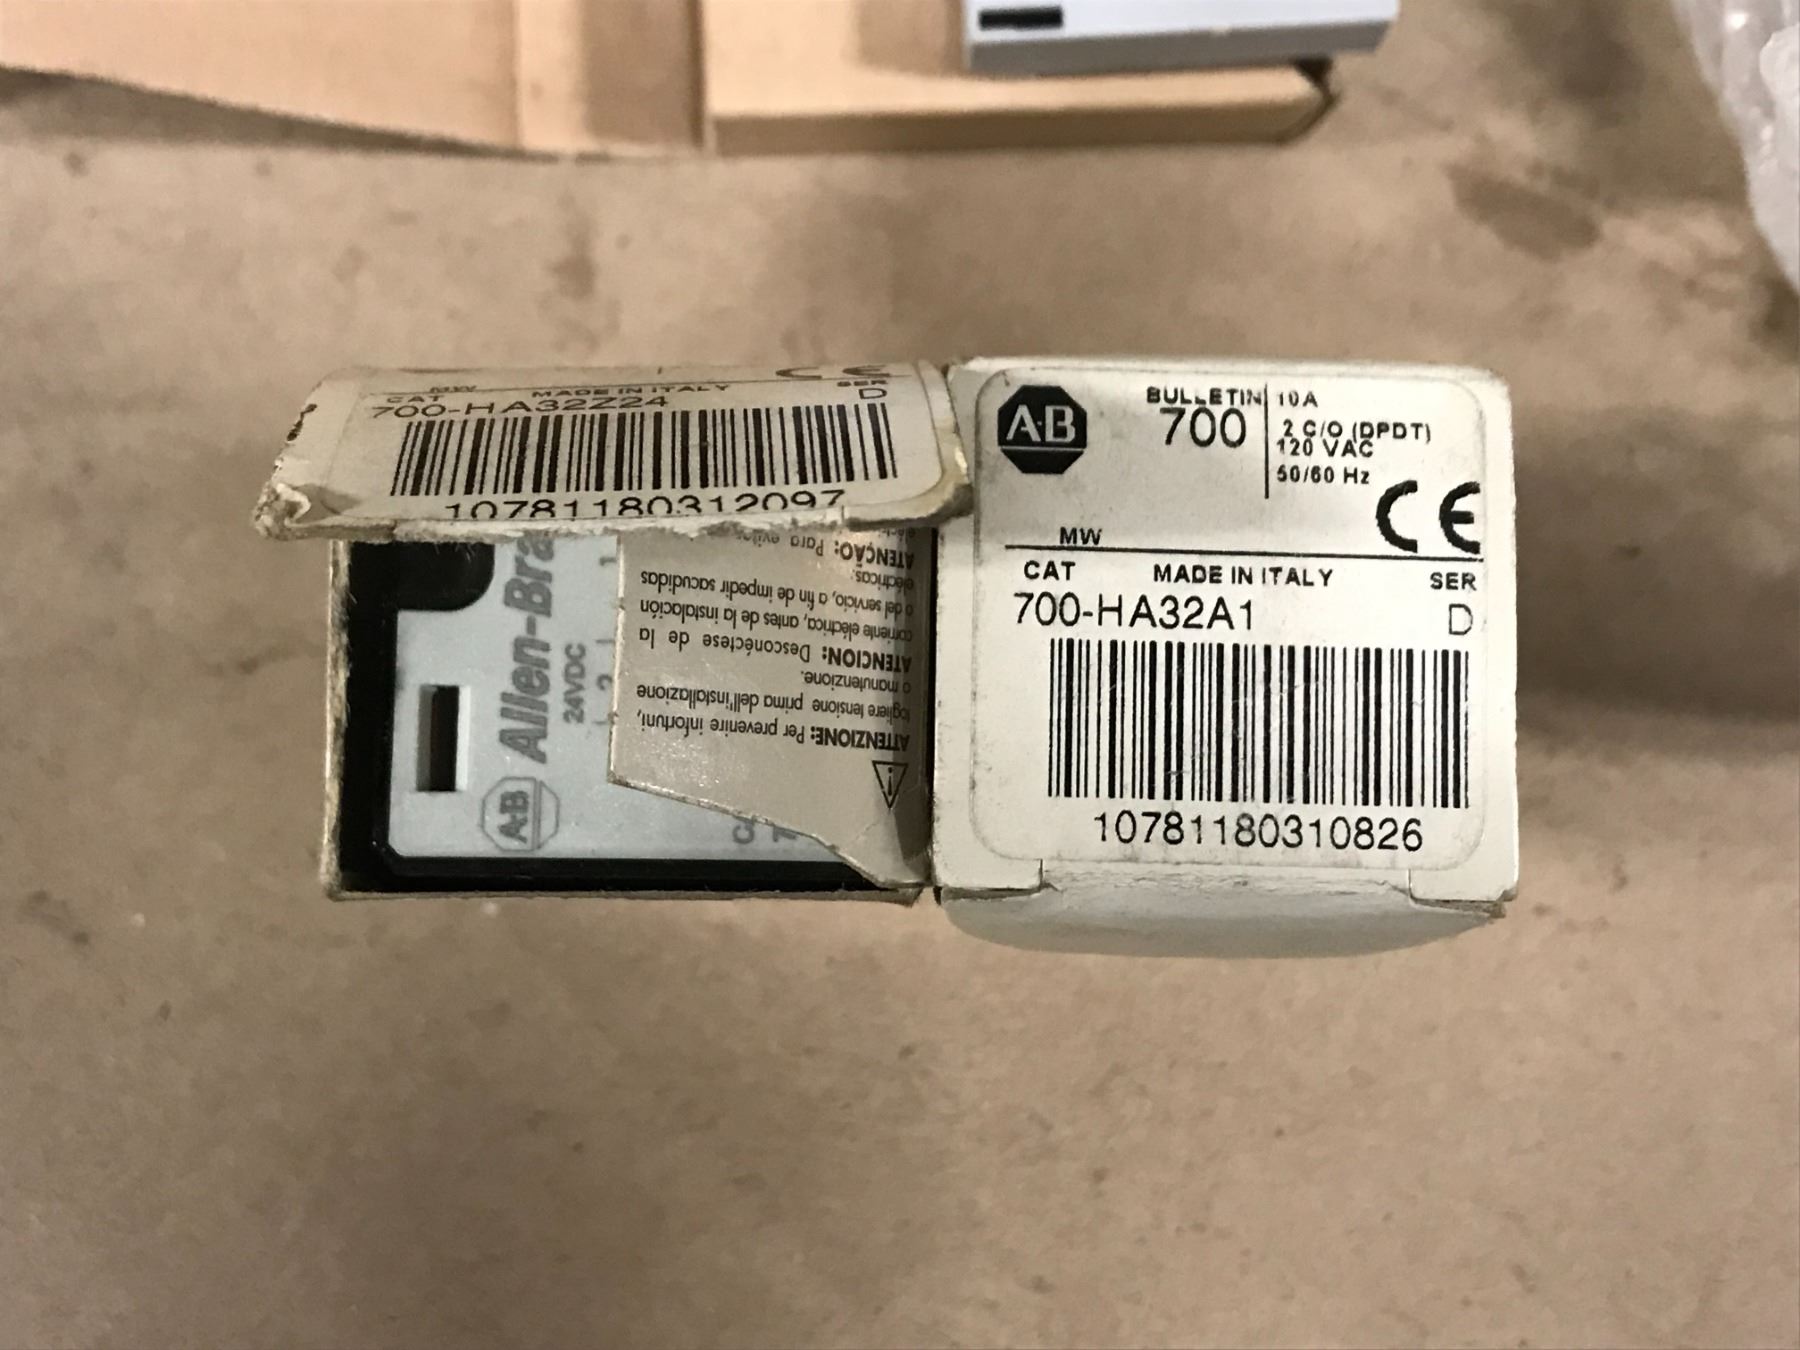 MW MADE IN ITALY CE SER
CAT
700-HA32Z24 D
10781180312097
Allen-Bra
24VDC
A-B
ATENÇÃO: Para
eléctricas.
o del servicio, a fin de impedir sacudidas
corriente eléctrica, antes de la instalación
ATENCION: Desconéctese de la
o manutenzione.
togliere tensione prima dell'installazione
ATTENZIONE: Per prevenire infortuni,
A-B
BULLETIN
700
10A
2 C/O (DPDT)
120 VAC
50/60 Hz
CE
MW
CAT MADE IN ITALY SER
700-HA32A1 D
10781180310826